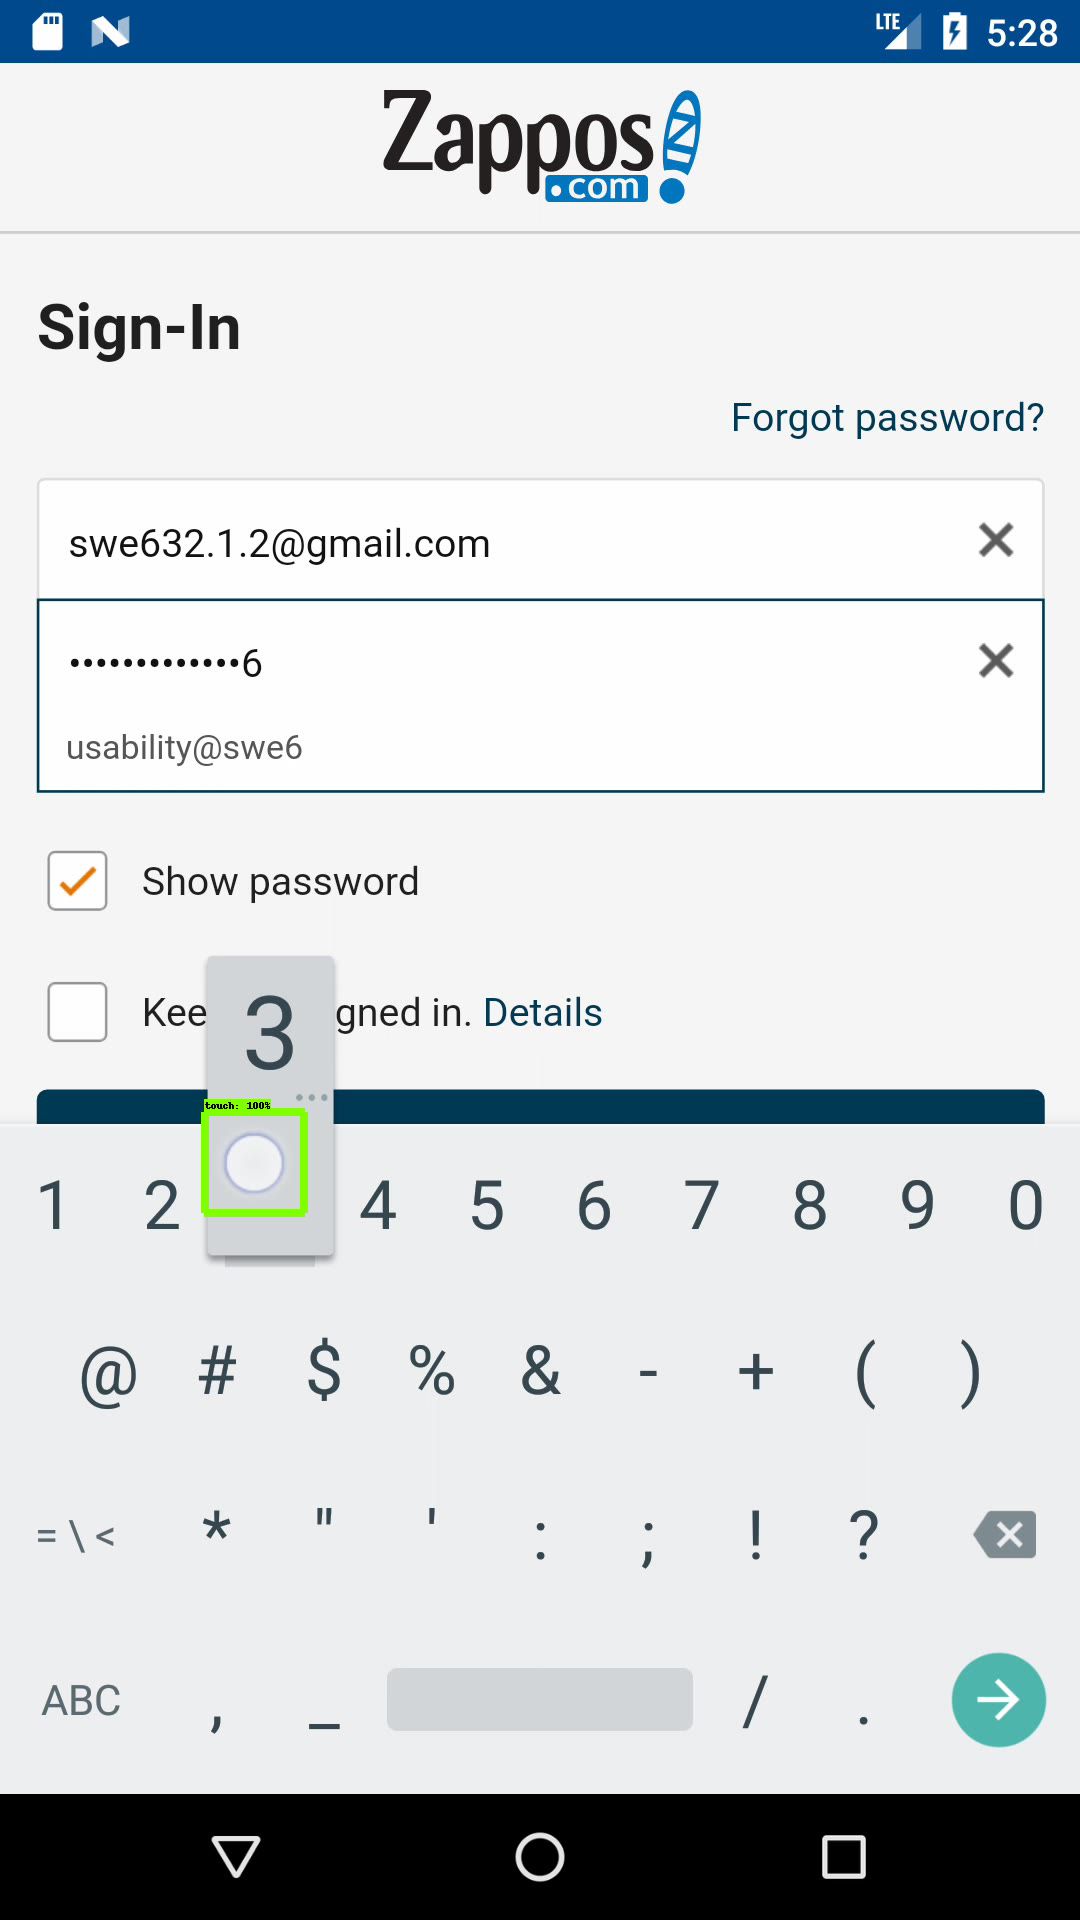 LTE 5:28
Zappos
.com
Sign-In
Forgot password?
swe632.1.2@gmail.com
•••••••••••••6
usability@swe6
Show password
Kee gned in. Details
3
touch: 100%
1 2 4 5 6 7 8 9 0
@ # $ % & - + ( )
= \ < * " ' : ; ! ?
ABC , _ / .